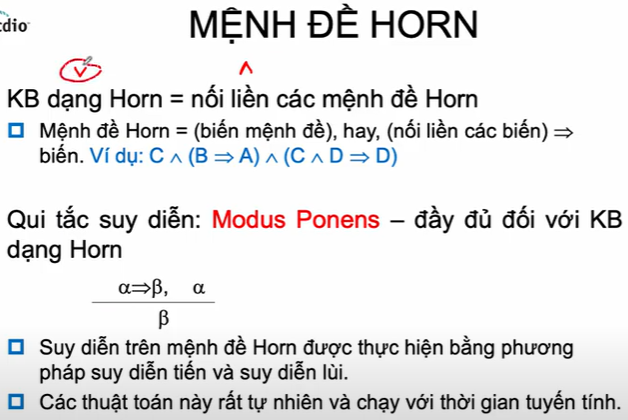 dio
MỆNH ĐỀ HORN
V
^
KB dạng Horn = nối liền các mệnh đề Horn
Mệnh đề Horn = (biến mệnh đề), hay, (nối liền các biến) ⇒
biến. Ví dụ: C ∧ (B ⇒ A) ∧ (C ∧ D ⇒ D)
Qui tắc suy diễn: Modus Ponens – đầy đủ đối với KB
dạng Horn
α⇒β, α
β
Suy diễn trên mệnh đề Horn được thực hiện bằng phương
pháp suy diễn tiến và suy diễn lùi.
Các thuật toán này rất tự nhiên và chạy với thời gian tuyến tính.